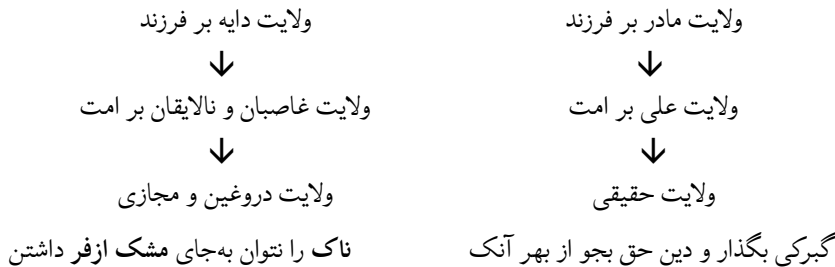 ولایت مادر بر فرزند
ولایت دایه بر فرزند
↓
↓
ولایت علی بر امت
ولایت غاصبان و نالایقان بر امت
↓
↓
ولایت حقیقی
ولایت دروغین و مجازی
گبرکی بگذار و دین حق بجو از بهر آنک
ناک را نتوان به‌جای مشک ازفر داشتن